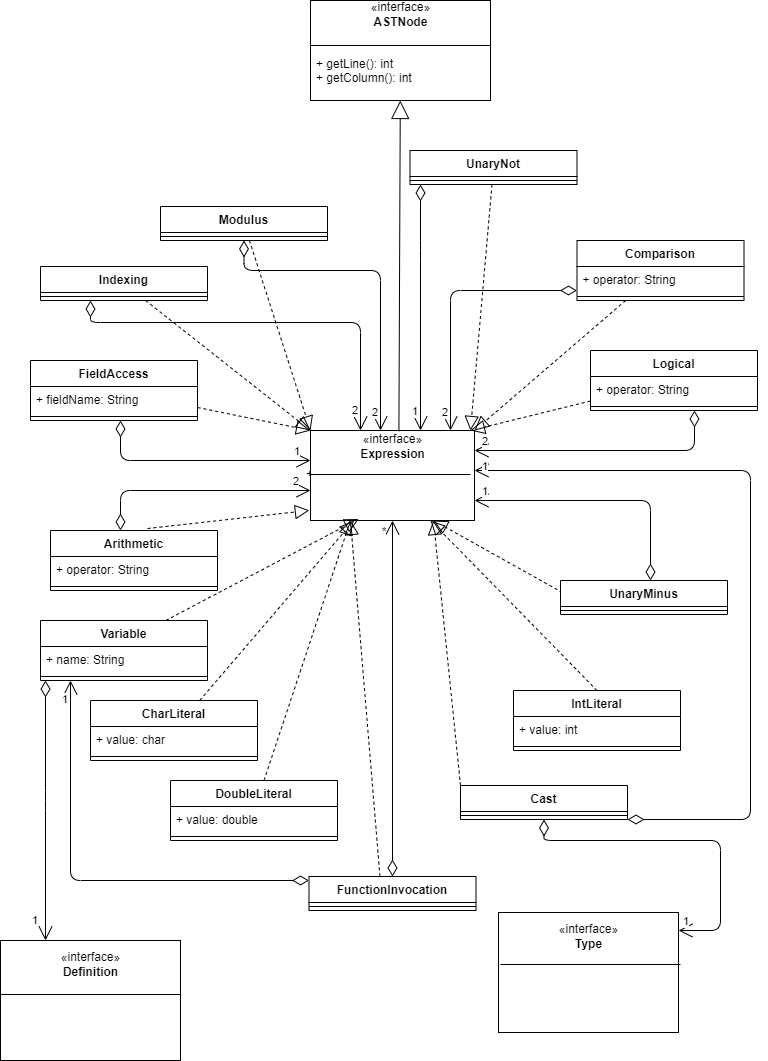 «interface»
ASTNode
+ getLine(): int
+ getColumn(): int
UnaryNot
Modulus
Comparison
+ operator: String
Indexing
Logical
+ operator: String
FieldAccess
+ fieldName: String
2
2
1
2
«interface»
Expression
2
1
1
2
1
Arithmetic
+ operator: String
*
UnaryMinus
Variable
+ name: String
1
CharLiteral
+ value: char
IntLiteral
+ value: int
DoubleLiteral
+ value: double
Cast
FunctionInvocation
1
1
«interface»
Type
«interface»
Definition